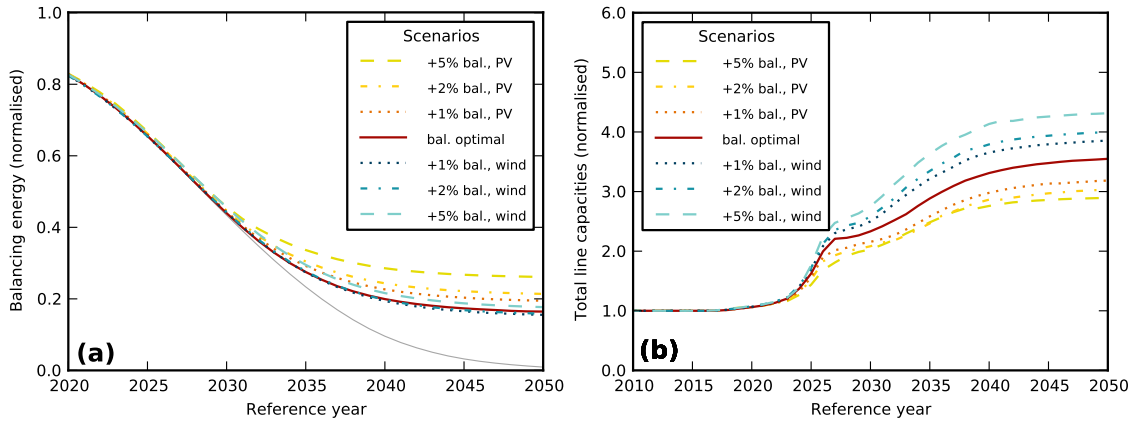 1.0
0.8
0.6
0.4
0.2
0.0
Balancing energy (normalised)
Scenarios
+5% bal., PV
+2% bal., PV
+1% bal., PV
bal. optimal
+1% bal., wind
+2% bal., wind
+5% bal., wind
(a)
2020 2025 2030 2035 2040 2045 2050
Reference year
6.0
5.0
4.0
3.0
2.0
1.0
0.0
Total line capacities (normalised)
Scenarios
+5% bal., PV
+2% bal., PV
+1% bal., PV
bal. optimal
+1% bal., wind
+2% bal., wind
+5% bal., wind
(b)
2010 2015 2020 2025 2030 2035 2040 2045 2050
Reference year